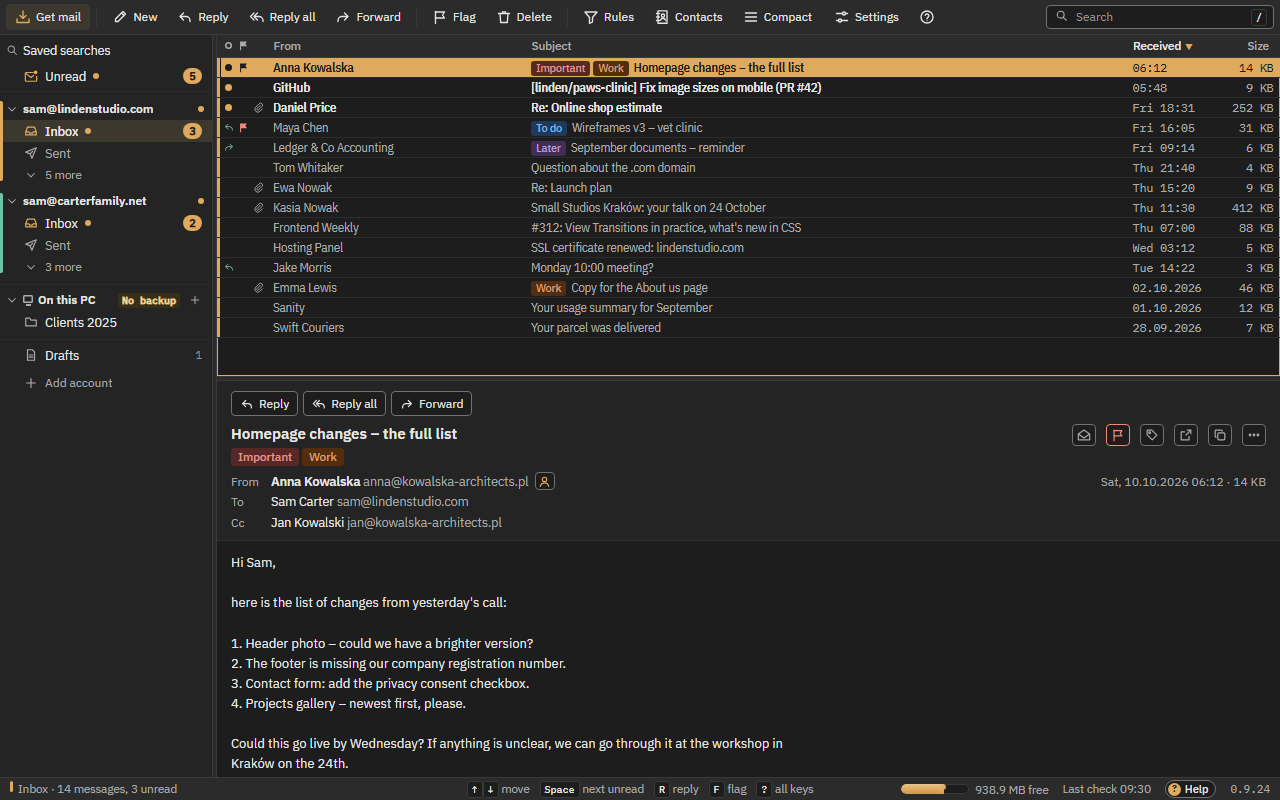 Get mail New Reply Reply all Forward Flag Delete Rules Contacts Compact Settings Search /
Saved searches
Unread 5
sam@lindenstudio.com
Inbox 3
Sent
5 more
sam@carterfamily.net
Inbox 2
Sent
3 more
On this PC No backup
Clients 2025
Drafts 1
Add account
From Subject Received Size
Anna Kowalska Important Work Homepage changes – the full list 06:12 14 KB
GitHub [linden/paws-clinic] Fix image sizes on mobile (PR #42) 05:48 9 KB
Daniel Price Re: Online shop estimate Fri 18:31 252 KB
Maya Chen To do Wireframes v3 – vet clinic Fri 16:05 31 KB
Ledger & Co Accounting Later September documents – reminder Fri 09:14 6 KB
Tom Whitaker Question about the .com domain Thu 21:40 4 KB
Ewa Nowak Re: Launch plan Thu 15:20 9 KB
Kasia Nowak Small Studios Kraków: your talk on 24 October Thu 11:30 412 KB
Frontend Weekly #312: View Transitions in practice, what's new in CSS Thu 07:00 88 KB
Hosting Panel SSL certificate renewed: lindenstudio.com Wed 03:12 5 KB
Jake Morris Monday 10:00 meeting? Tue 14:22 3 KB
Emma Lewis Work Copy for the About us page 02.10.2026 46 KB
Sanity Your usage summary for September 01.10.2026 12 KB
Swift Couriers Your parcel was delivered 28.09.2026 7 KB
Reply Reply all Forward
Homepage changes – the full list
Important Work
From Anna Kowalska anna@kowalska-architects.pl Sat, 10.10.2026 06:12 · 14 KB
To Sam Carter sam@lindenstudio.com
Cc Jan Kowalski jan@kowalska-architects.pl
Hi Sam,
here is the list of changes from yesterday's call:
1. Header photo – could we have a brighter version?
2. The footer is missing our company registration number.
3. Contact form: add the privacy consent checkbox.
4. Projects gallery – newest first, please.
Could this go live by Wednesday? If anything is unclear, we can go through it at the workshop in
Kraków on the 24th.
Inbox · 14 messages, 3 unread ↑ ↓ move Space next unread R reply F flag ? all keys 938.9 MB free Last check 09:30 ? Help 0.9.24